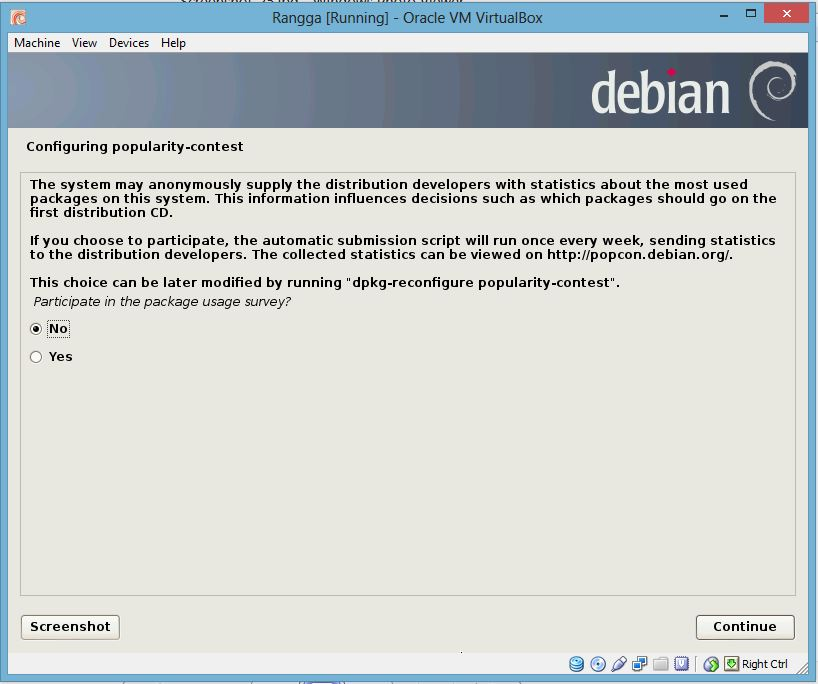 Rangga [Running] - Oracle VM VirtualBox
Machine View Devices Help
debian
Configuring popularity-contest
The system may anonymously supply the distribution developers with statistics about the most used
packages on this system. This information influences decisions such as which packages should go on the
first distribution CD.
If you choose to participate, the automatic submission script will run once every week, sending statistics
to the distribution developers. The collected statistics can be viewed on http://popcon.debian.org/.
This choice can be later modified by running "dpkg-reconfigure popularity-contest".
Participate in the package usage survey?
No
Yes
Screenshot Continue
Right Ctrl